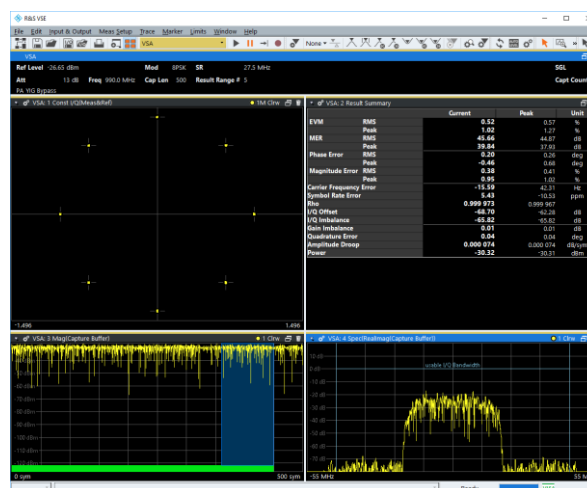 R&S VSE
File Edit Input & Output Meas Setup Trace Marker Limits Window Help
VSA None
VSA
Ref Level -26.65 dBm Mod 8PSK SR 27.5 MHz SGL
Att 13 dB Freq 990.0 MHz Cap Len 500 Result Range # 5 Capt Count
PA YIG Bypass
VSA: 1 Const I/Q(Meas&Ref) 1M Clrw
-1.496 1.496
VSA: 2 Result Summary
Current Peak Unit
EVM RMS 0.52 0.57 %
Peak 1.02 1.27 %
MER RMS 45.66 44.87 dB
Peak 39.84 37.93 dB
Phase Error RMS 0.20 0.26 deg
Peak -0.46 0.68 deg
Magnitude Error RMS 0.38 0.41 %
Peak 0.95 1.02 %
Carrier Frequency Error -15.59 42.31 Hz
Symbol Rate Error 5.43 -10.53 ppm
Rho 0.999 973 0.999 967
I/Q Offset -68.70 -62.28 dB
I/Q Imbalance -65.82 -65.82 dB
Gain Imbalance 0.01 0.01 dB
Quadrature Error 0.04 0.04 deg
Amplitude Droop 0.000 074 0.000 074 dB/sym
Power -30.32 -30.31 dBm
VSA: 3 Mag(Capture Buffer) 1 Clrw
0 sym 500 sym
VSA: 4 Spec(RealImag(Capture Buffer)) 1 Clrw
usable I/Q Bandwidth
-55 MHz 55 M
Ready